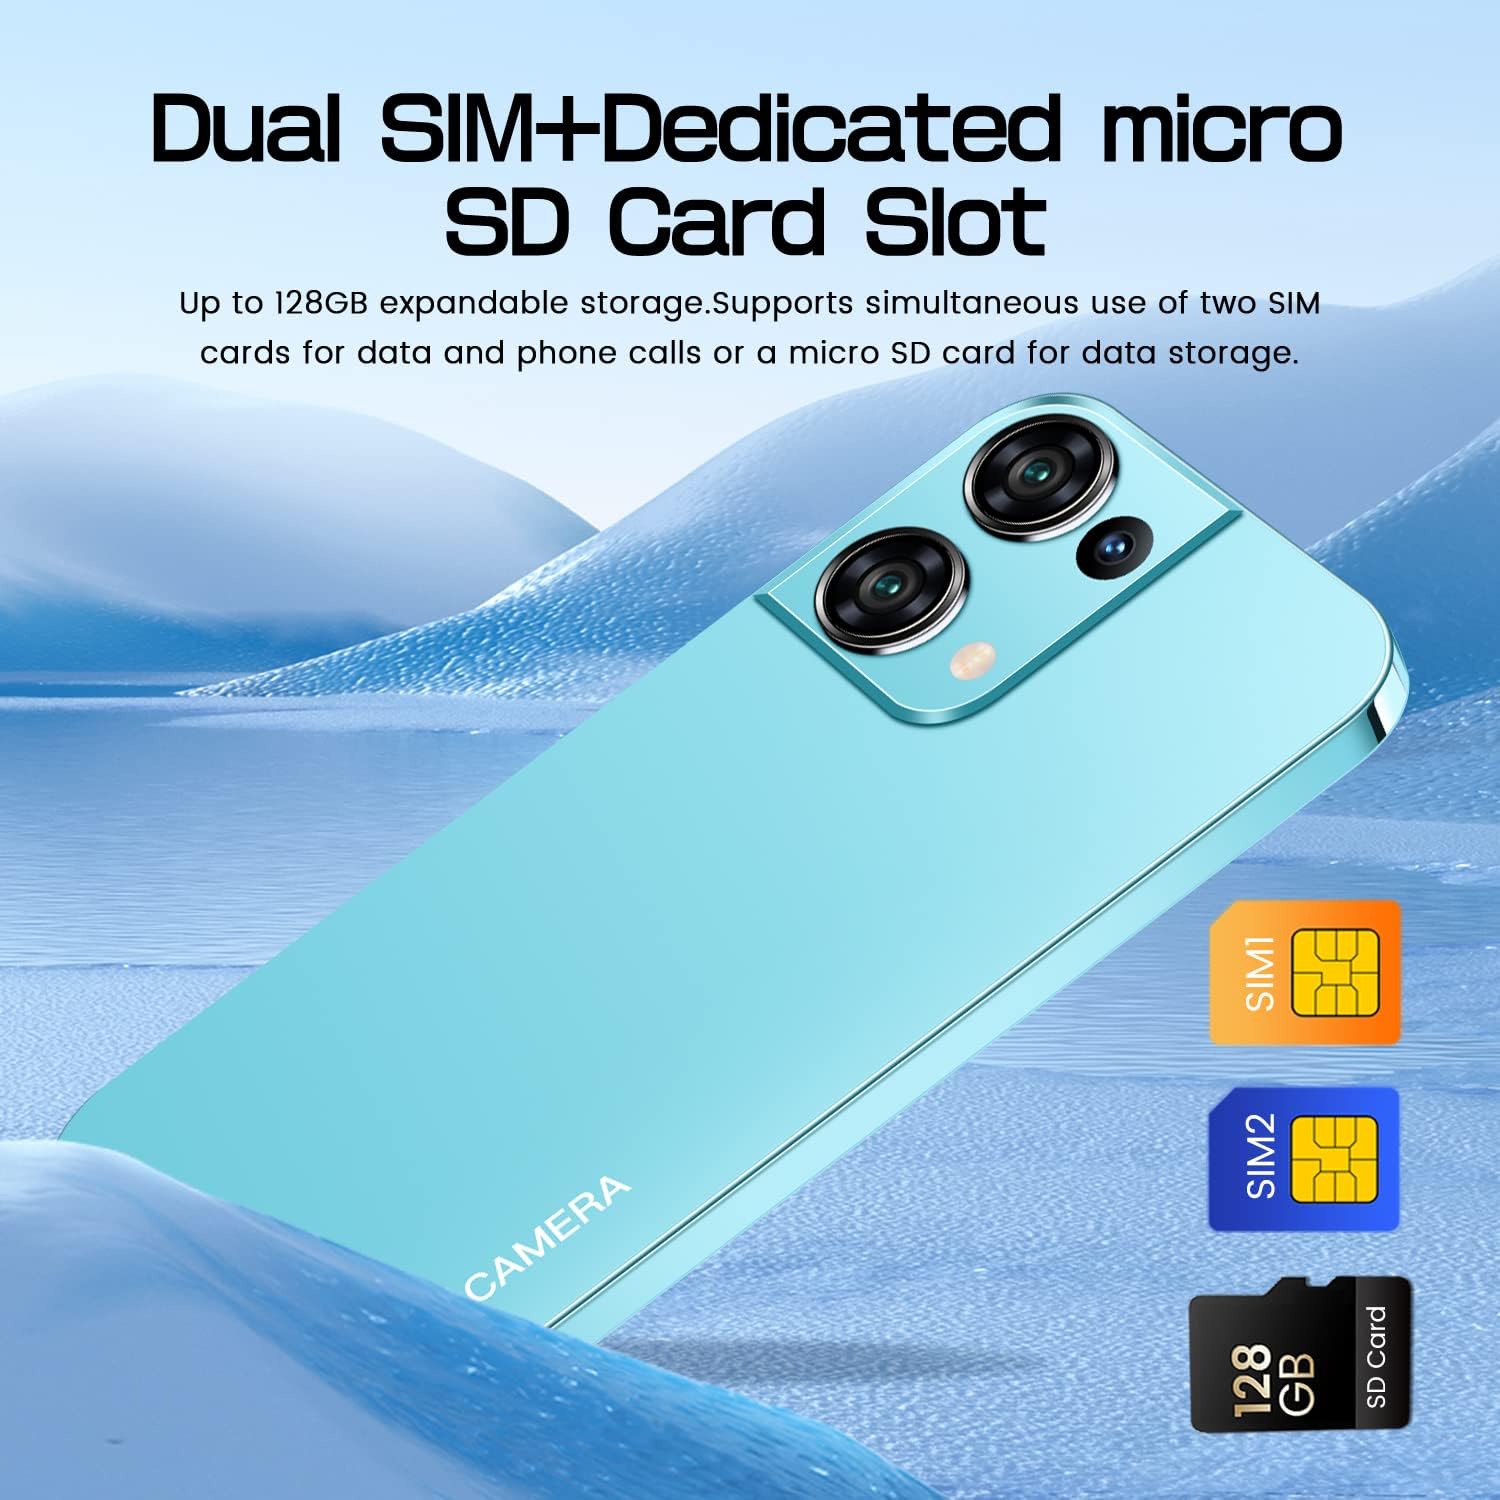 Dual SIM+Dedicated micro
SD Card Slot
Up to 128GB expandable storage.Supports simultaneous use of two SIM
cards for data and phone calls or a micro SD card for data storage.
SIM1
SIM2
128
GB
SD Card
CAMERA